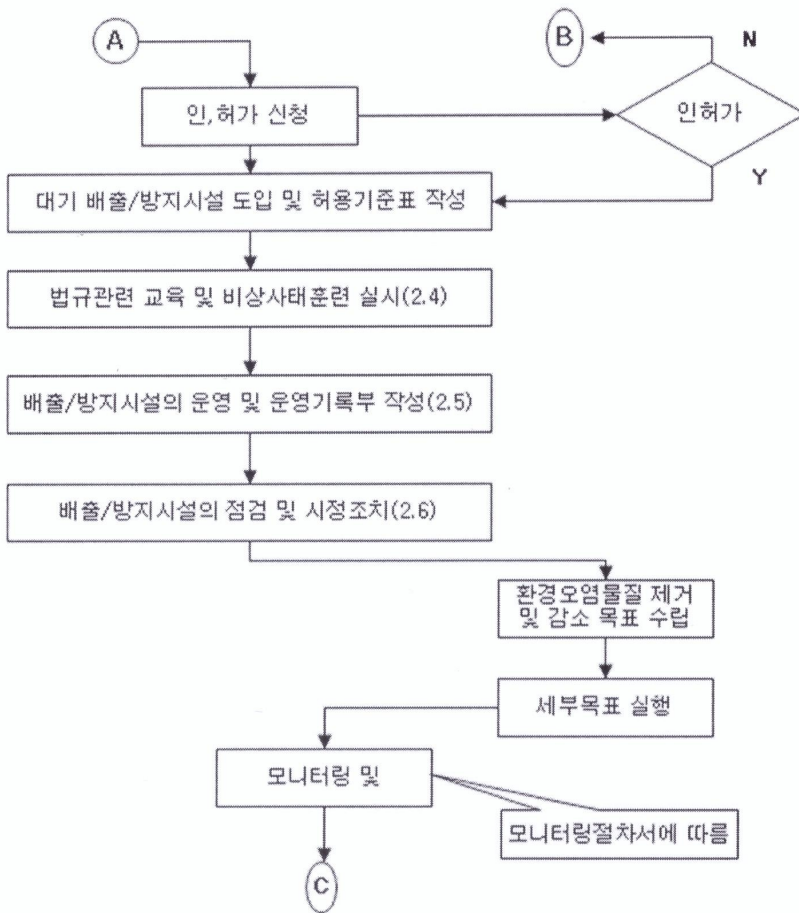 A
B
N
인,허가 신청
인허가
Y
대기 배출/방지시설 도입 및 허용기준표 작성
법규관련 교육 및 비상사태훈련 실시(2.4)
배출/방지시설의 운영 및 운영기록부 작성(2.5)
배출/방지시설의 점검 및 시정조치(2.6)
환경오염물질 제거
및 감소 목표 수립
세부목표 실행
모니터링 및
모니터링절차서에 따름
C